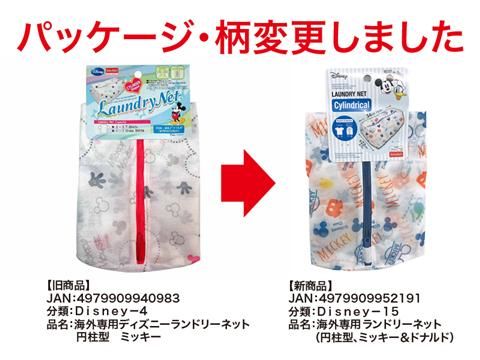 パッケージ・柄変更しました
Disney
Laundry Net
Disney
LAUNDRY NET
Cylindrical
MICKEY
【旧商品】
JAN:4979909940983
分類:Disney-4
品名:海外専用ディズニーランドリーネット
円柱型 ミッキー
【新商品】
JAN:4979909952191
分類:Disney-15
品名:海外専用 ランドリーネット
(円柱型、ミッキー&ドナルド)